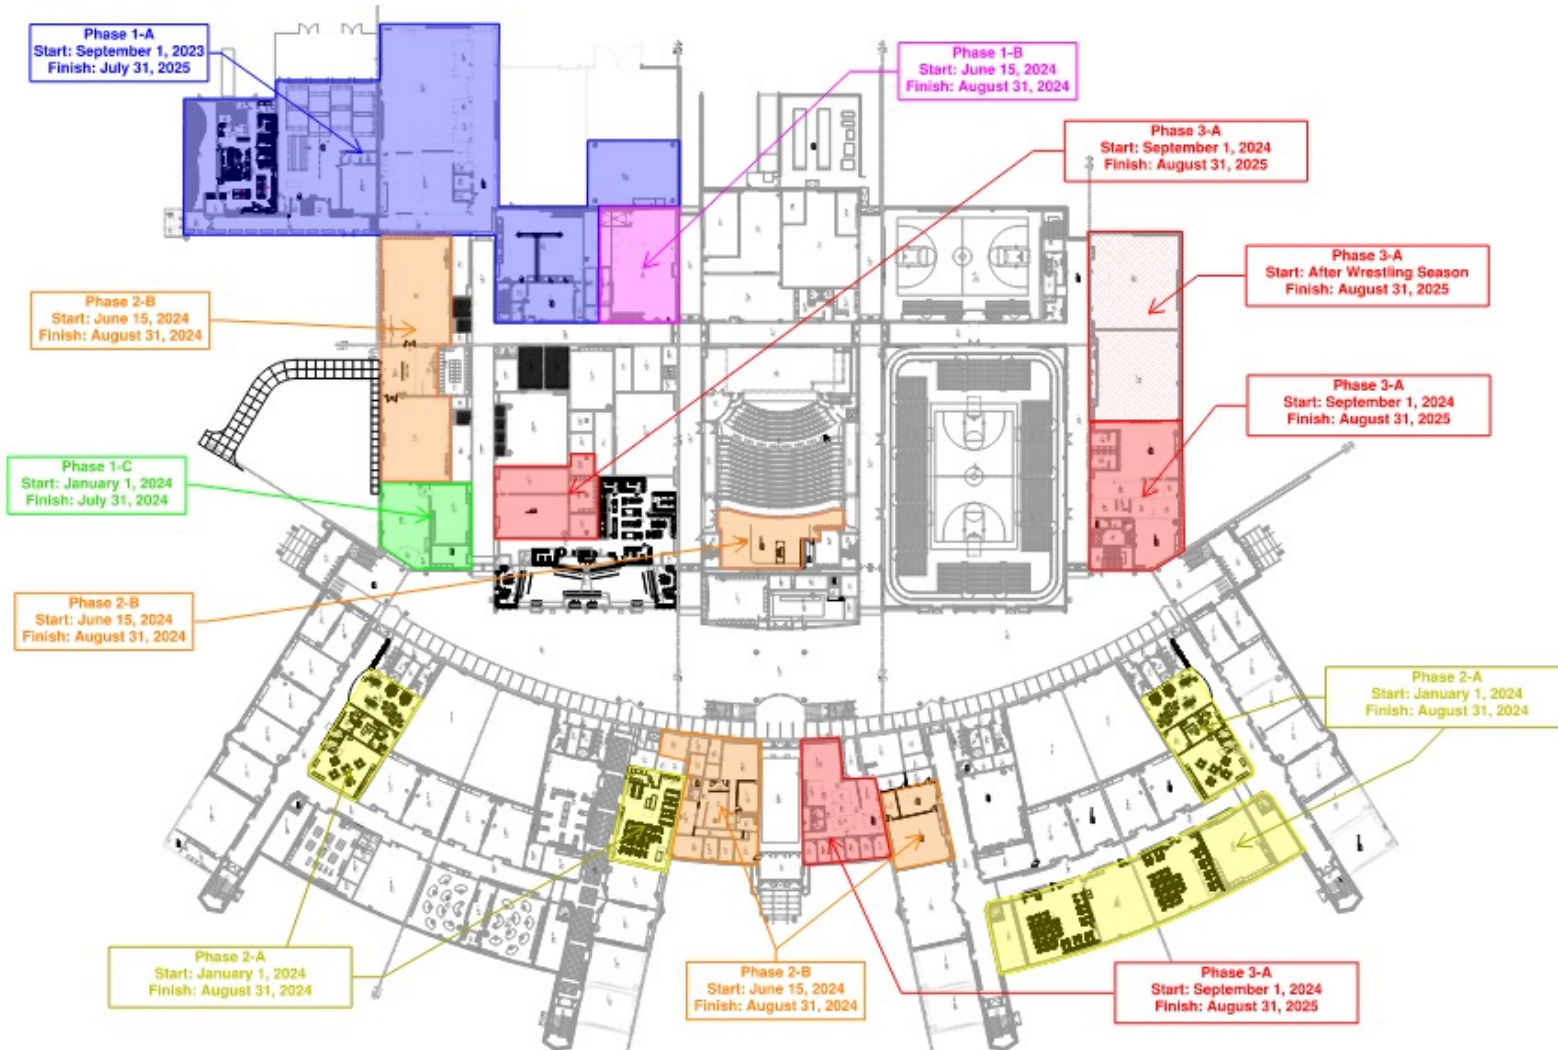 Phase 1-A
Start: September 1, 2023
Finish: July 31, 2025
Phase 1-B
Start: June 15, 2024
Finish: August 31, 2024
Phase 3-A
Start: September 1, 2024
Finish: August 31, 2025
Phase 3-A
Start: After Wrestling Season
Finish: August 31, 2025
Phase 2-B
Start: June 15, 2024
Finish: August 31, 2024
Phase 3-A
Start: September 1, 2024
Finish: August 31, 2025
Phase 1-C
Start: January 1, 2024
Finish: July 31, 2024
Phase 2-B
Start: June 15, 2024
Finish: August 31, 2024
Phase 2-A
Start: January 1, 2024
Finish: August 31, 2024
Phase 2-A
Start: January 1, 2024
Finish: August 31, 2024
Phase 2-B
Start: June 15, 2024
Finish: August 31, 2024
Phase 3-A
Start: September 1, 2024
Finish: August 31, 2025